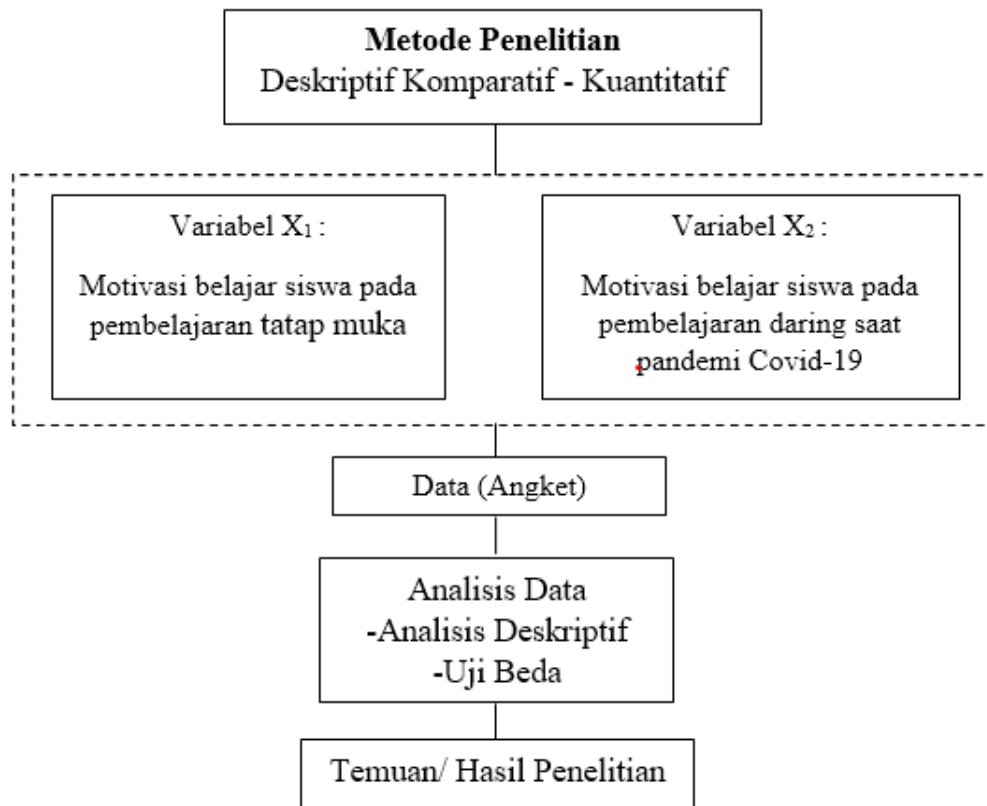 Metode Penelitian
Deskriptif Komparatif - Kuantitatif
Variabel X₁ :
Motivasi belajar siswa pada
pembelajaran tatap muka
Variabel X₂ :
Motivasi belajar siswa pada
pembelajaran daring saat
pandemi Covid-19
Data (Angket)
Analisis Data
-Analisis Deskriptif
-Uji Beda
Temuan/ Hasil Penelitian